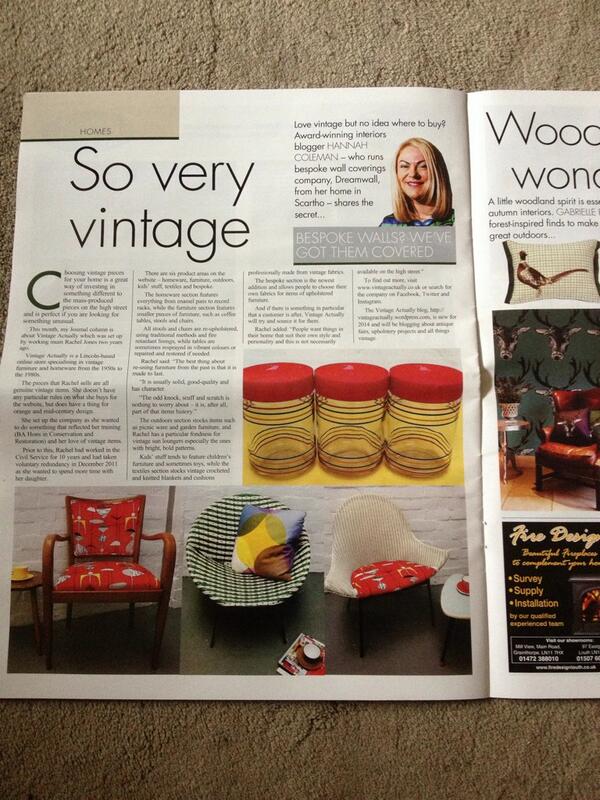 HOMES
So very
vintage
Love vintage but no idea where to buy?
Award-winning interiors
blogger HANNAH
COLEMAN – who runs
bespoke wall coverings
company, Dreamwall,
from her home in
Scartho – shares the
secret...
BESPOKE WALLS? WE'VE
GOT THEM COVERED
Choosing vintage pieces
for your home is a great
way of investing in
something different to
the mass-produced
pieces on the high street
and is perfect if you are looking for
something unusual.
This month, my Journal column is
about Vintage Actually which was set up
by working mum Rachel Jones two years
ago.
Vintage Actually is a Lincoln-based
online store specialising in vintage
furniture and homeware from the 1950s to
the 1980s.
The pieces that Rachel sells are all
genuine vintage items. She doesn't have
any particular rules on what she buys for
the website, but does have a thing for
orange and mid-century design.
She set up the company as she wanted
to do something that reflected her training
(BA Hons in Conservation and
Restoration) and her love of vintage items.
Prior to this, Rachel had worked in the
Civil Service for 10 years and had taken
voluntary redundancy in December 2011
as she wanted to spend more time with
her daughter.
There are six product areas on the
website - homeware, furniture, outdoors,
kids' stuff, textiles and bespoke.
The homeware section features
everything from enamel pans to record
racks, while the furniture section features
smaller pieces of furniture, such as coffee
tables, stools and chairs.
All stools and chairs are re-upholstered,
using traditional methods and fire
retardant linings, while tables are
sometimes resprayed in vibrant colours or
repaired and restored if needed.
Rachel said: "The best thing about
re-using furniture from the past is that it is
made to last.
"It is usually solid, good-quality and
has character.
"The odd knock, scuff and scratch is
nothing to worry about – it is, after all,
part of that items history."
The outdoors section stocks items such
as picnic ware and garden furniture, and
Rachel has a particular fondness for
vintage sun loungers especially the ones
with bright, bold patterns.
Kids' stuff tends to feature children's
furniture and sometimes toys, while the
textiles section stocks vintage crocheted
and knitted blankets and cushions
professionally made from vintage fabrics.
The bespoke section is the newest
addition and allows people to choose their
own fabrics for items of upholstered
furniture.
And if there is something in particular
that a customer is after, Vintage Actually
will try and source it for them.
Rachel added: "People want things in
their home that suit their own style and
personality and this is not necessarily
available on the high street."
To find out more, visit
www.vintageactually.co.uk or search for
the company on Facebook, Twitter and
Instagram.
The Vintage Actually blog, http://
vintageactually.wordpress.com, is new for
2014 and will be blogging about antique
fairs, upholstery projects and all things
vintage.
Wood
wond
A little woodland spirit is esse
autumn interiors. GABRIELLE
forest-inspired finds to make
great outdoors...
Fire Design
Beautiful Fireplaces
to complement your ho
• Survey
• Supply
• Installation
by our qualified
experienced team
Visit our showrooms:
Mill View, Main Road,
Grainthorpe, LN11 7HX
01472 388010
Louth LN1
01507 60
www.firedesignlouth.co.uk